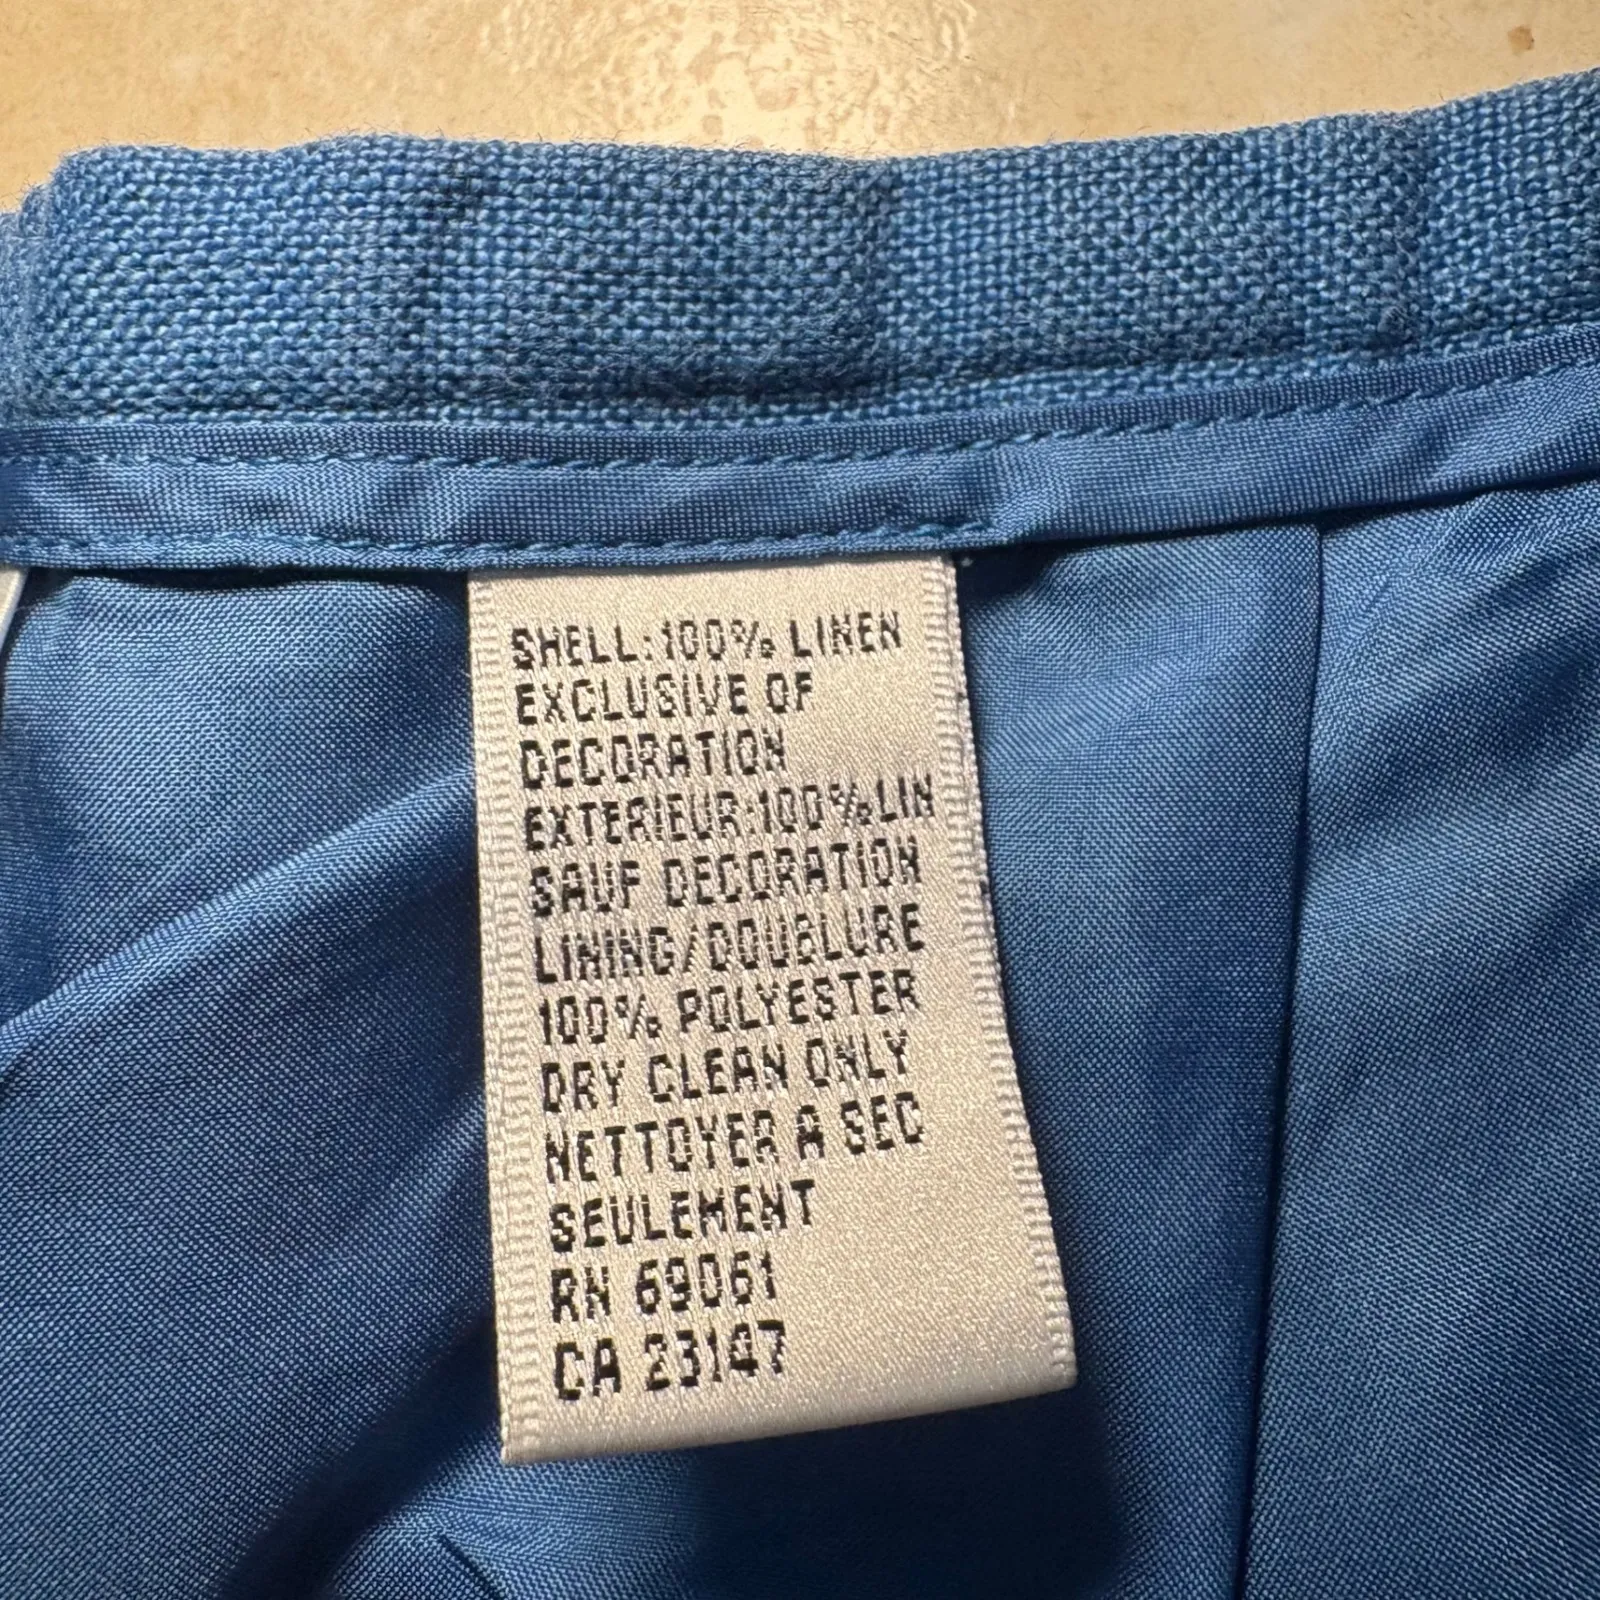 SHELL:100% LINEN
EXCLUSIVE OF
DECORATION
EXTERIEUR:100%LIN
SAUF DECORATION
LINING/DOUBLURE
100% POLYESTER
DRY CLEAN ONLY
NETTOYER A SEC
SEULEMENT
RN 69061
CA 23147